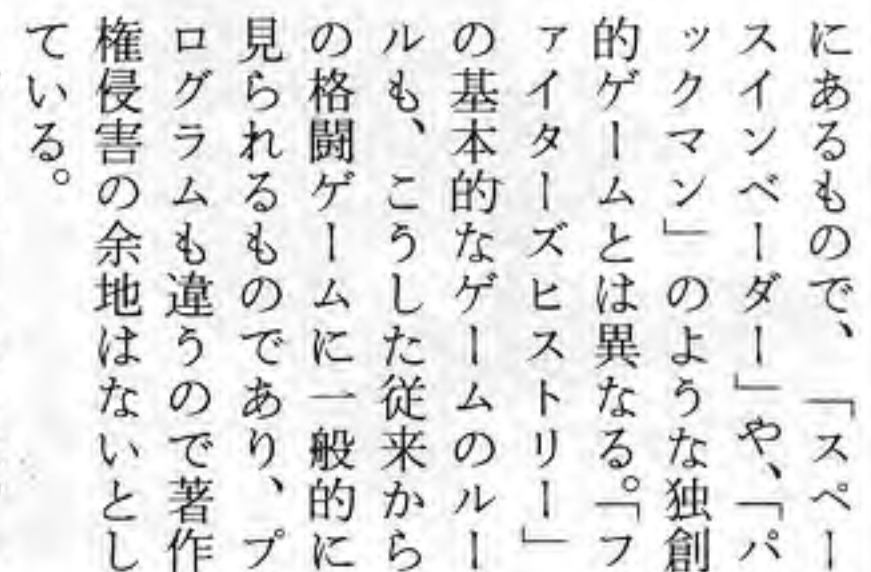 にあるもので、「スペー
スインベーダー」や、「パ
ックマン」のような独創
的ゲームとは異なる。「フ
ァイターズヒストリー」
の基本的なゲームのルー
ルも、こうした従来から
の格闘ゲームに一般的に
見られるものであり、プ
ログラムも違うので著作
権侵害の余地はないとし
ている。